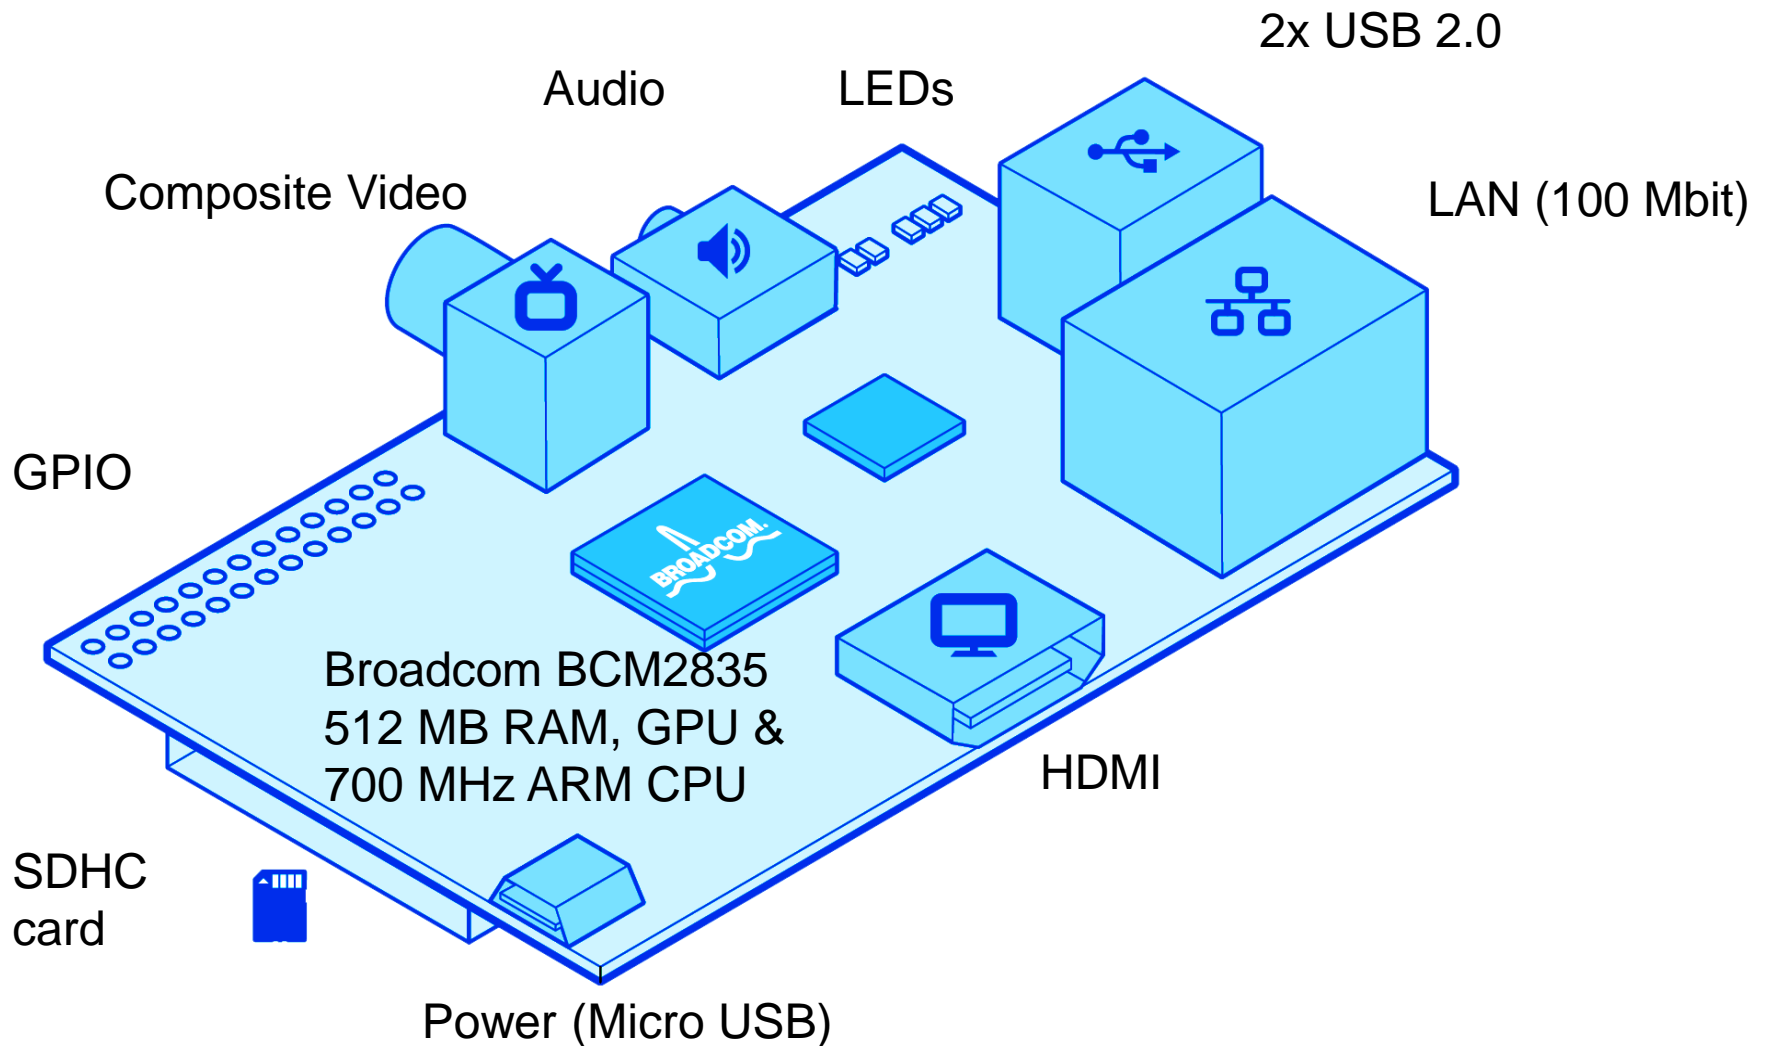 2x USB 2.0
Audio
LEDs
Composite Video
LAN (100 Mbit)
GPIO
BROADCOM.
Broadcom BCM2835
512 MB RAM, GPU &
700 MHz ARM CPU
HDMI
SDHC
card
Power (Micro USB)